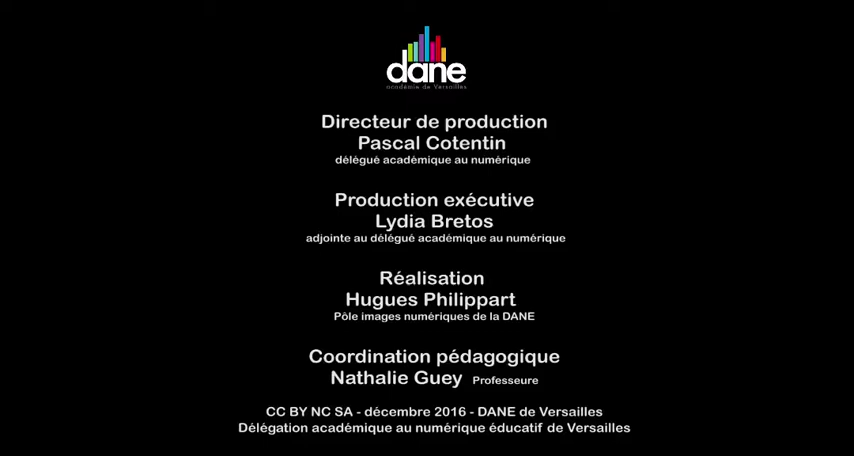 dane
académie de Versailles
Directeur de production
Pascal Cotentin
délégué académique au numérique
Production exécutive
Lydia Bretos
adjointe au délégué académique au numérique
Réalisation
Hugues Philippart
Pôle images numériques de la DANE
Coordination pédagogique
Nathalie Guey Professeure
CC BY NC SA - décembre 2016 - DANE de Versailles
Délégation académique au numérique éducatif de Versailles